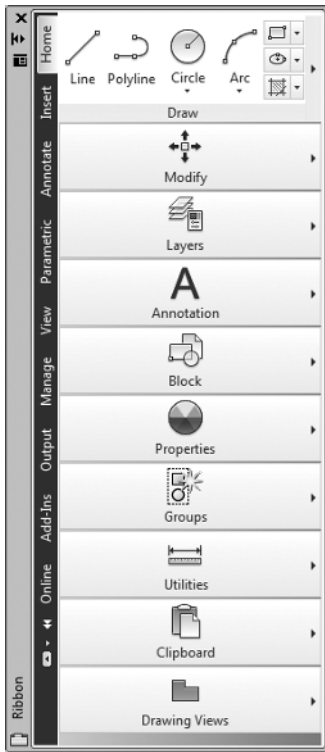 Home
Insert
Annotate
Parametric
View
Manage
Output
Add-Ins
Online
Ribbon
Line Polyline Circle Arc
Draw
Modify
Layers
A
Annotation
Block
Properties
Groups
Utilities
Clipboard
Drawing Views